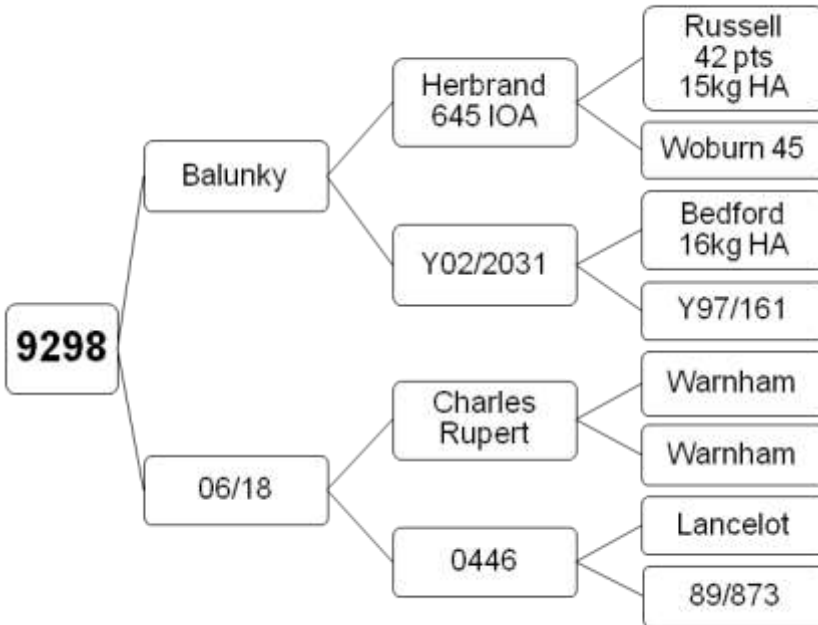 9298
Balunky
06/18
Herbrand
645 IOA
Y02/2031
Charles
Rupert
0446
Russell
42 pts
15kg HA
Woburn 45
Bedford
16kg HA
Y97/161
Warnham
Warnham
Lancelot
89/873